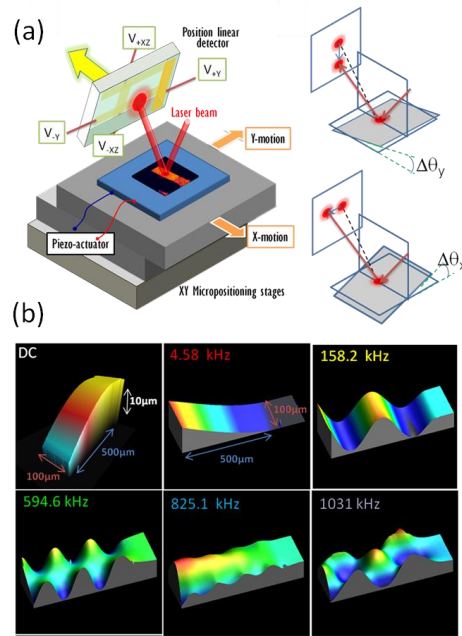 (a)
Position linear
detector
V+XZ
V+Y
V-Y
V-XZ
Laser beam
Y-motion
Piezo-actuator
X-motion
XY Micropositioning stages
Δθy
Δθ
(b)
DC
10μm
100μm
500μm
4.58 kHz
100μm
500μm
158.2 kHz
594.6 kHz
825.1 kHz
1031 kHz